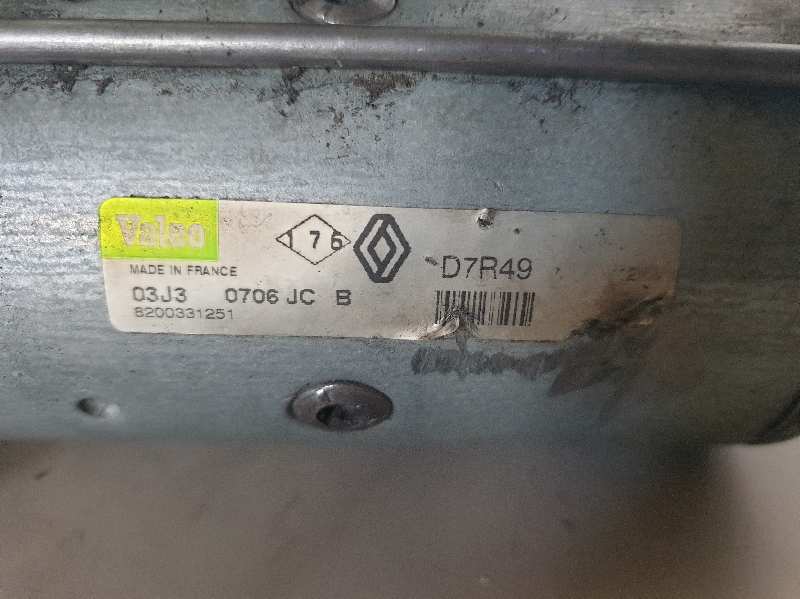 Valeo
176
MADE IN FRANCE
D7R49
03J3 0706 JC B
8200331251